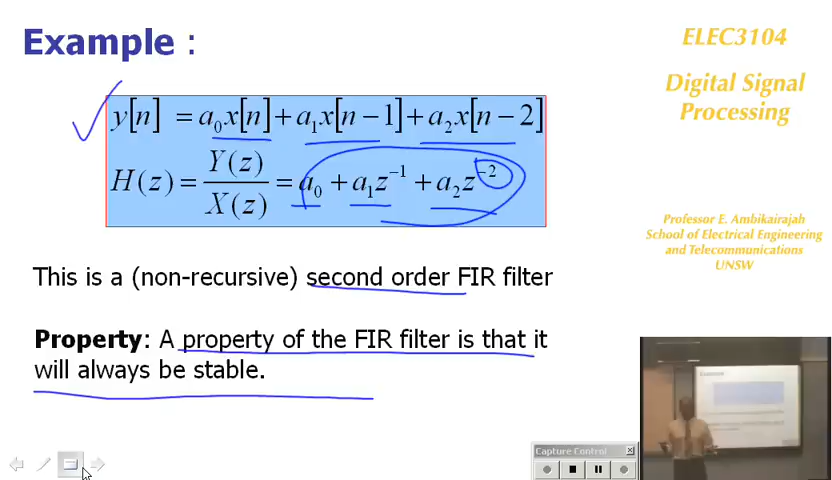 Example :
y[n] = a₀x[n] + a₁x[n − 1] + a₂x[n − 2]
H(z) = Y(z)/X(z) = a₀ + a₁z⁻¹ + a₂z⁻²
This is a (non-recursive) second order FIR filter
Property: A property of the FIR filter is that it
will always be stable.
ELEC3104
Digital Signal
Processing
Professor E. Ambikairajah
School of Electrical Engineering
and Telecommunications
UNSW
Capture Control